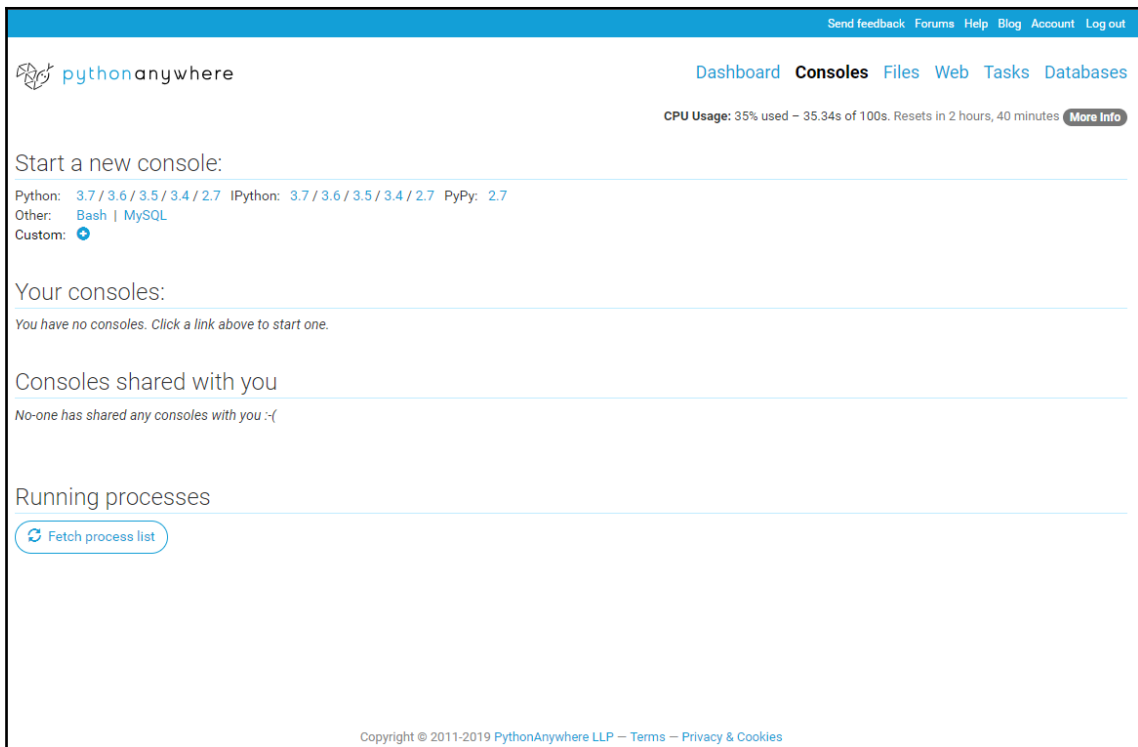 Send feedback Forums Help Blog Account Log out
pythonanywhere
Dashboard Consoles Files Web Tasks Databases
CPU Usage: 35% used – 35.34s of 100s. Resets in 2 hours, 40 minutes More Info
Start a new console:
Python: 3.7 / 3.6 / 3.5 / 3.4 / 2.7 IPython: 3.7 / 3.6 / 3.5 / 3.4 / 2.7 PyPy: 2.7
Other: Bash | MySQL
Custom:
Your consoles:
You have no consoles. Click a link above to start one.
Consoles shared with you
No-one has shared any consoles with you :-(
Running processes
Fetch process list
Copyright © 2011-2019 PythonAnywhere LLP — Terms — Privacy & Cookies